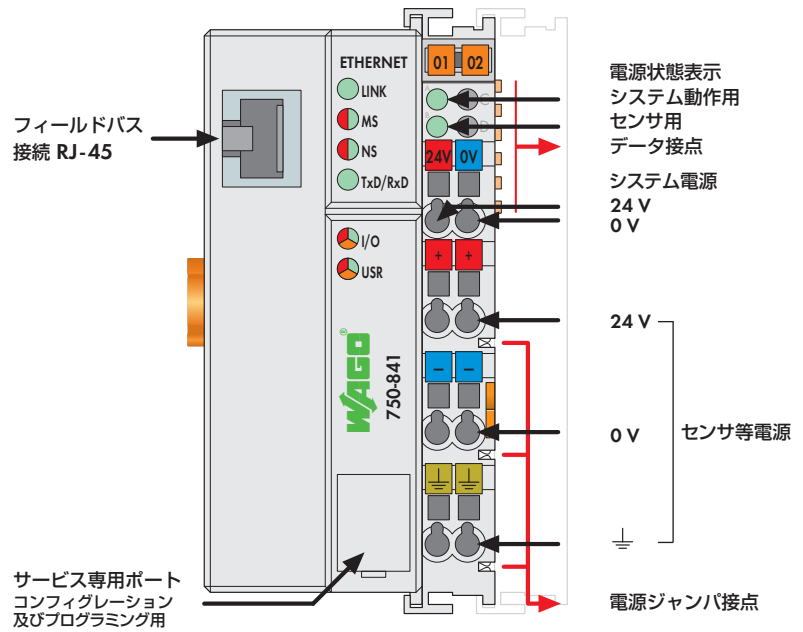 フィールドバス
接続 RJ-45
ETHERNET
LINK
MS
NS
TxD/RxD
I/O
USR
WAGO®
750-841
サービス専用ポート
コンフィグレーション
及びプログラミング用
01 02
A C
B D
24V 0V
+ +
− −
電源状態表示
システム動作用
センサ用
データ接点
システム電源
24 V
0 V
24 V
0 V
センサ等電源
電源ジャンパ接点